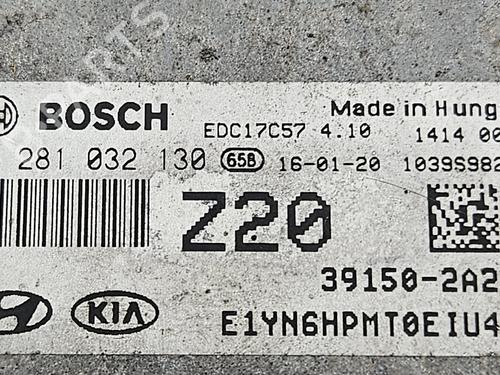 BOSCH
EDC17C57 4.10
Made in Hung
1414 00
281 032 130 65B 16-01-20 1039S982
Z20
39150-2A2
KIA
E1YN6HPMT0EIU4